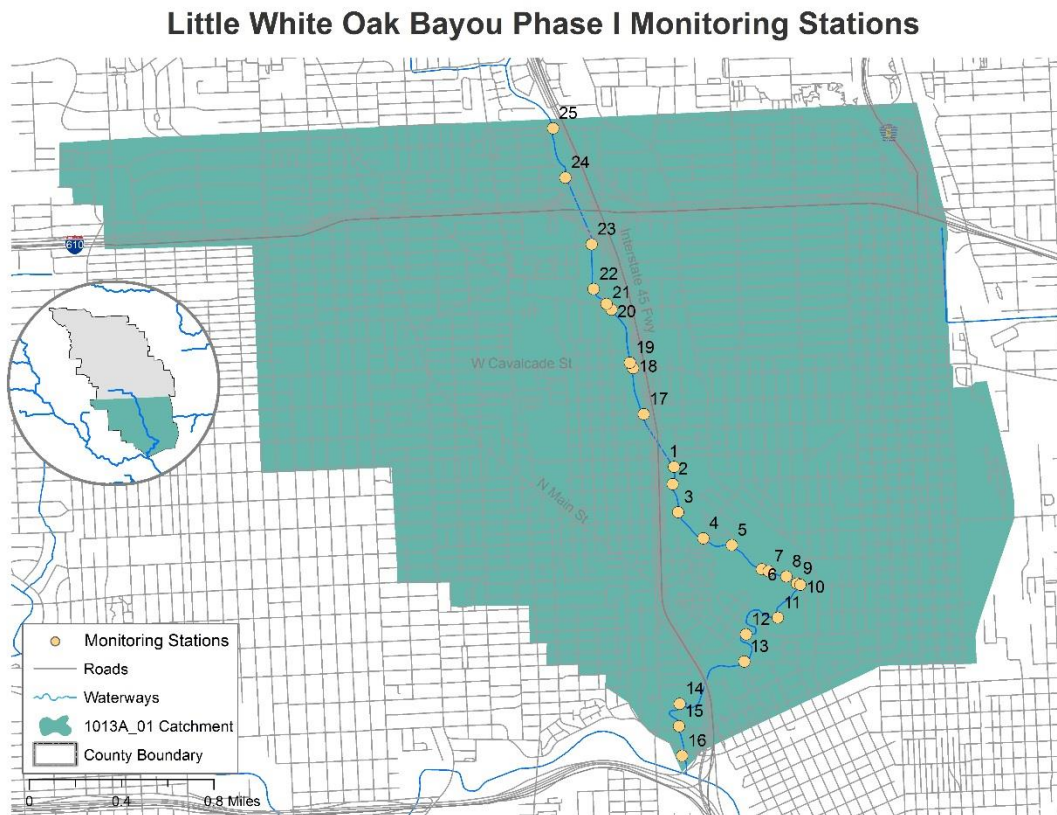 Little White Oak Bayou Phase I Monitoring Stations
25
24
23
610
Interstate 45 Fwy
22
21
20
19
W Cavalcade St
18
17
1
2
N Main St
3
4
5
7
8
6
9
10
11
12
13
14
15
16
Monitoring Stations
Roads
Waterways
1013A_01 Catchment
County Boundary
0 0.4 0.8 Miles